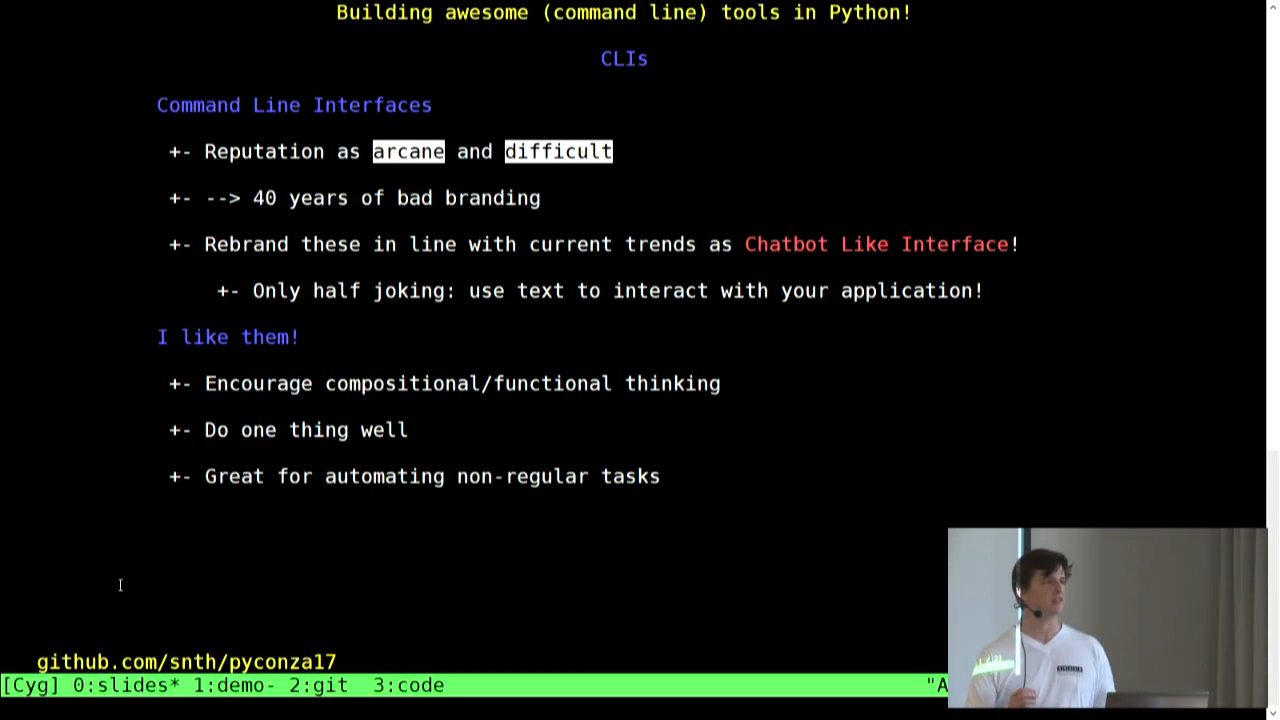 Building awesome (command line) tools in Python!
CLIs
Command Line Interfaces
+- Reputation as arcane and difficult
+- --> 40 years of bad branding
+- Rebrand these in line with current trends as Chatbot Like Interface!
+- Only half joking: use text to interact with your application!
I like them!
+- Encourage compositional/functional thinking
+- Do one thing well
+- Great for automating non-regular tasks
github.com/snth/pyconza17
[Cyg] 0:slides* 1:demo- 2:git  3:code "A